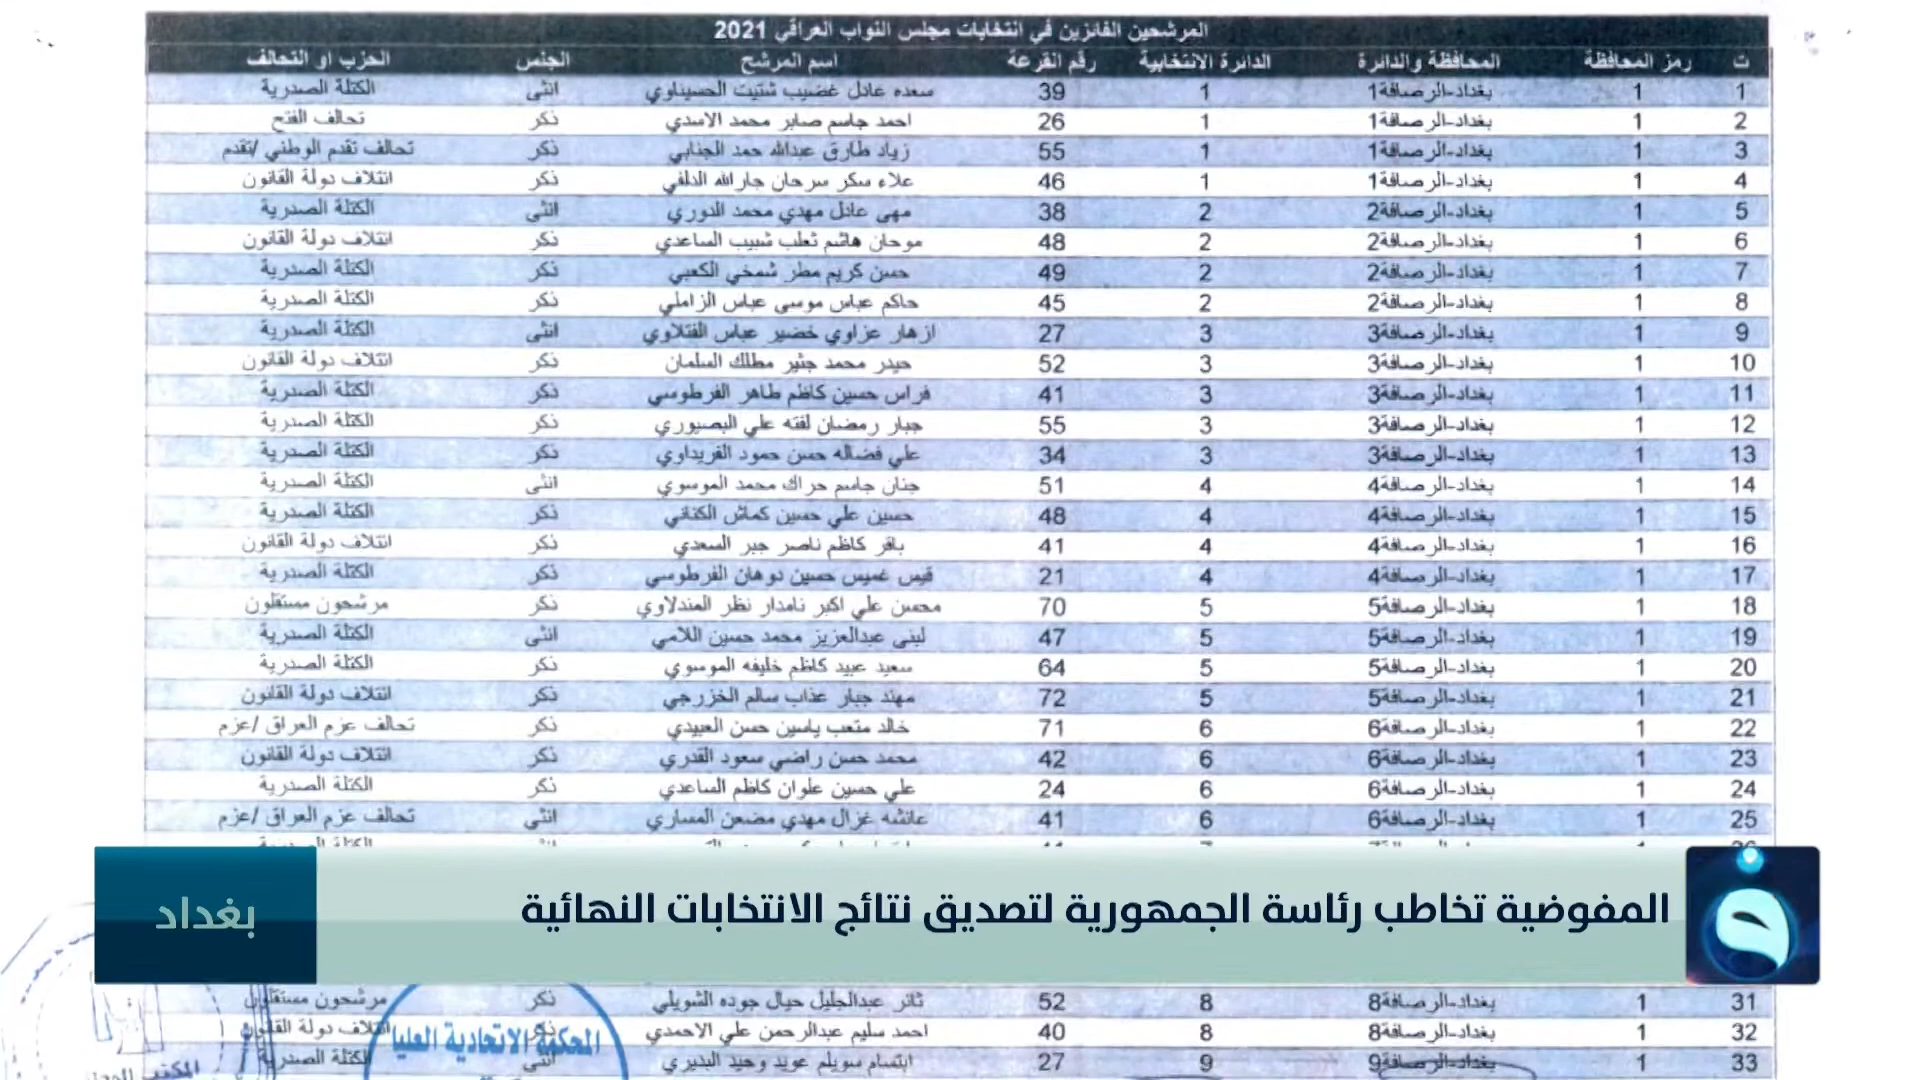 المرشحين الفائزين في انتخابات مجلس النواب العراقي 2021
ت رمز المحافظة المحافظة والدائرة الدائرة الانتخابية رقم القرعة اسم المرشح الجنس الحزب او التحالف
1 1 بغداد-الرصافة1 1 39 سعده عادل غضيب شتيت الحسيناوي انثى الكتلة الصدرية
2 1 بغداد-الرصافة1 1 26 احمد جاسم صابر محمد الاسدي ذكر تحالف الفتح
3 1 بغداد-الرصافة1 1 55 زياد طارق عبدالله حمد الجنابي ذكر تحالف تقدم الوطني /تقدم
4 1 بغداد-الرصافة1 1 46 علاء سكر سرحان جارالله الدلفي ذكر ائتلاف دولة القانون
5 1 بغداد-الرصافة2 2 38 مهى عادل مهدي محمد الدوري انثى الكتلة الصدرية
6 1 بغداد-الرصافة2 2 48 موحان هاشم ثعلب شبيب الساعدي ذكر ائتلاف دولة القانون
7 1 بغداد-الرصافة2 2 49 حسن كريم مطر شمخي الكعبي ذكر الكتلة الصدرية
8 1 بغداد-الرصافة2 2 45 حاكم عباس موسى عباس الزاملي ذكر الكتلة الصدرية
9 1 بغداد-الرصافة3 3 27 ازهار عزاوي خضير عباس الفتلاوي انثى الكتلة الصدرية
10 1 بغداد-الرصافة3 3 52 حيدر محمد جثير مطلك السلمان ذكر ائتلاف دولة القانون
11 1 بغداد-الرصافة3 3 41 فراس حسين كاظم طاهر الفرطوسي ذكر الكتلة الصدرية
12 1 بغداد-الرصافة3 3 55 جبار رمضان لفته علي البصيوري ذكر الكتلة الصدرية
13 1 بغداد-الرصافة3 3 34 علي فضاله حسن حمود الفريداوي ذكر الكتلة الصدرية
14 1 بغداد-الرصافة4 4 51 جنان جاسم حراك محمد الموسوي انثى الكتلة الصدرية
15 1 بغداد-الرصافة4 4 48 حسين علي حسين كماش الكناني ذكر الكتلة الصدرية
16 1 بغداد-الرصافة4 4 41 باقر كاظم ناصر جبر السعدي ذكر ائتلاف دولة القانون
17 1 بغداد-الرصافة4 4 21 قيس غميس حسين دوهان الفرطوسي ذكر الكتلة الصدرية
18 1 بغداد-الرصافة5 5 70 محسن علي اكبر نامدار نظر المندلاوي ذكر مرشحون مستقلون
19 1 بغداد-الرصافة5 5 47 لبنى عبدالعزيز محمد حسين اللامي انثى الكتلة الصدرية
20 1 بغداد-الرصافة5 5 64 سعيد عبيد كاظم خليفه الموسوي ذكر الكتلة الصدرية
21 1 بغداد-الرصافة5 5 72 مهند جبار عذاب سالم الخزرجي ذكر ائتلاف دولة القانون
22 1 بغداد-الرصافة6 6 71 خالد متعب ياسين حسن العبيدي ذكر تحالف عزم العراق /عزم
23 1 بغداد-الرصافة6 6 42 محمد حسن راضي سعود القدري ذكر ائتلاف دولة القانون
24 1 بغداد-الرصافة6 6 24 علي حسين علوان كاظم الساعدي ذكر الكتلة الصدرية
25 1 بغداد-الرصافة6 6 41 عائشه غزال مهدي مضعن المساري انثى تحالف عزم العراق /عزم
المفوضية تخاطب رئاسة الجمهورية لتصديق نتائج الانتخابات النهائية
بغداد
31 1 بغداد-الرصافة8 8 52 ثائر عبدالجليل حيال جوده الشويلي ذكر مرشحون مستقلون
32 1 بغداد-الرصافة8 8 40 احمد سليم عبدالرحمن علي الاحمدي ذكر ائتلاف دولة القانون
33 1 بغداد-الرصافة9 9 27 ابتسام سويلم عويد وحيد البديري انثى الكتلة الصدرية
المحكمة الاتحادية العليا
المكتب